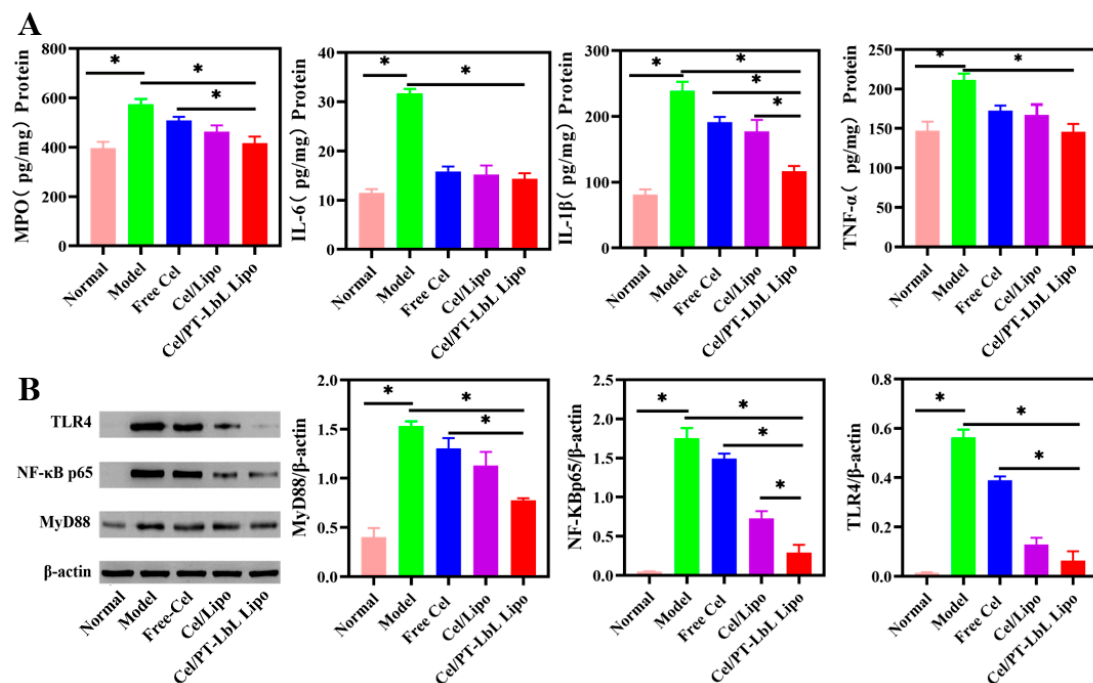 A
MPO( pg/mg) Protein
800
600
400
200
0
*
*
*
Normal
Model
Free Cel
Cel/Lipo
Cel/PT-LbL Lipo
IL-6( pg/mg) Protein
40
30
20
10
0
*
*
Normal
Model
Free Cel
Cel/Lipo
Cel/PT-LbL Lipo
IL-1β( pg/mg) Protein
300
200
100
0
*
*
*
*
Normal
Model
Free Cel
Cel/Lipo
Cel/PT-LbL Lipo
TNF-α( pg/mg) Protein
250
200
150
100
50
0
*
*
Normal
Model
Free Cel
Cel/Lipo
Cel/PT-LbL Lipo
B
TLR4
NF-κB p65
MyD88
β-actin
Normal
Model
Free-Cel
Cel/Lipo
Cel/PT-LbL Lipo
MyD88/β-actin
2.0
1.5
1.0
0.5
0.0
*
*
*
Normal
Model
Free Cel
Cel/Lipo
Cel/PT-LbL Lipo
NF-KBp65/β-actin
2.5
2.0
1.5
1.0
0.5
0.0
*
*
*
*
Normal
Model
Free Cel
Cel/Lipo
Cel/PT-LbL Lipo
TLR4/β-actin
0.8
0.6
0.4
0.2
0.0
*
*
*
Normal
Model
Free Cel
Cel/Lipo
Cel/PT-LbL Lipo